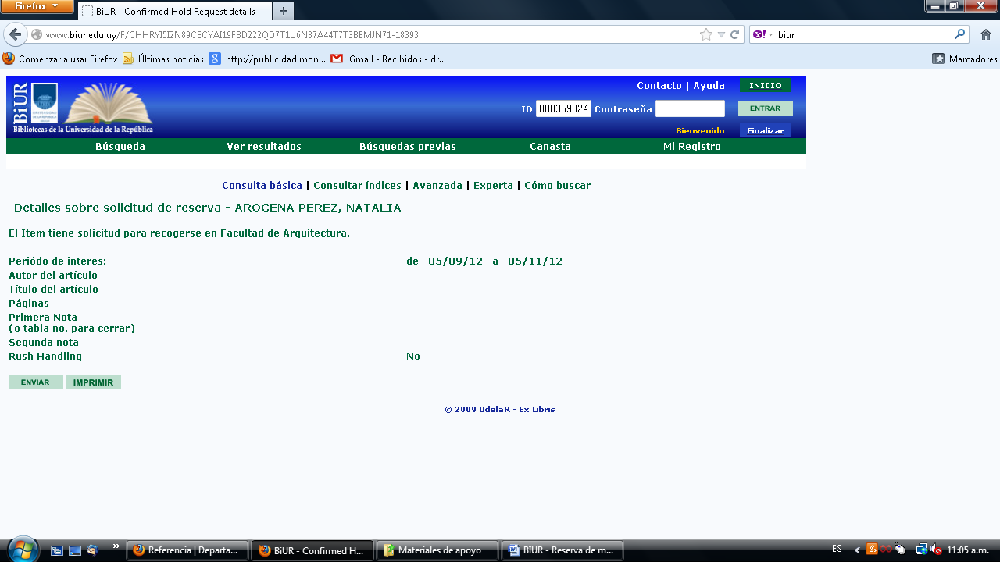 Firefox
BiUR - Confirmed Hold Request details
www.biur.edu.uy/F/
biur
Comenzar a usar Firefox Últimas noticias http://publicidad.mon... Gmail - Recibidos - dr... Marcadores
BiUR
Bibliotecas de la Universidad de la República
Contacto | Ayuda INICIO
ID 000359324 Contraseña ENTRAR
Bienvenido Finalizar
Búsqueda Ver resultados Búsquedas previas Canasta Mi Registro
Consulta básica | Consultar índices | Avanzada | Experta | Cómo buscar
Detalles sobre solicitud de reserva - AROCENA PEREZ, NATALIA
El Item tiene solicitud para recogerse en Facultad de Arquitectura.
Periódo de interes: de 05/09/12 a 05/11/12
Autor del artículo
Título del artículo
Páginas
Primera Nota
(o tabla no. para cerrar)
Segunda nota
Rush Handling No
ENVIAR IMPRIMIR
© 2009 UdelaR - Ex Libris
Referencia | Departa... BiUR - Confirmed H... Materiales de apoyo BIUR - Reserva de m... ES 11:05 a.m.